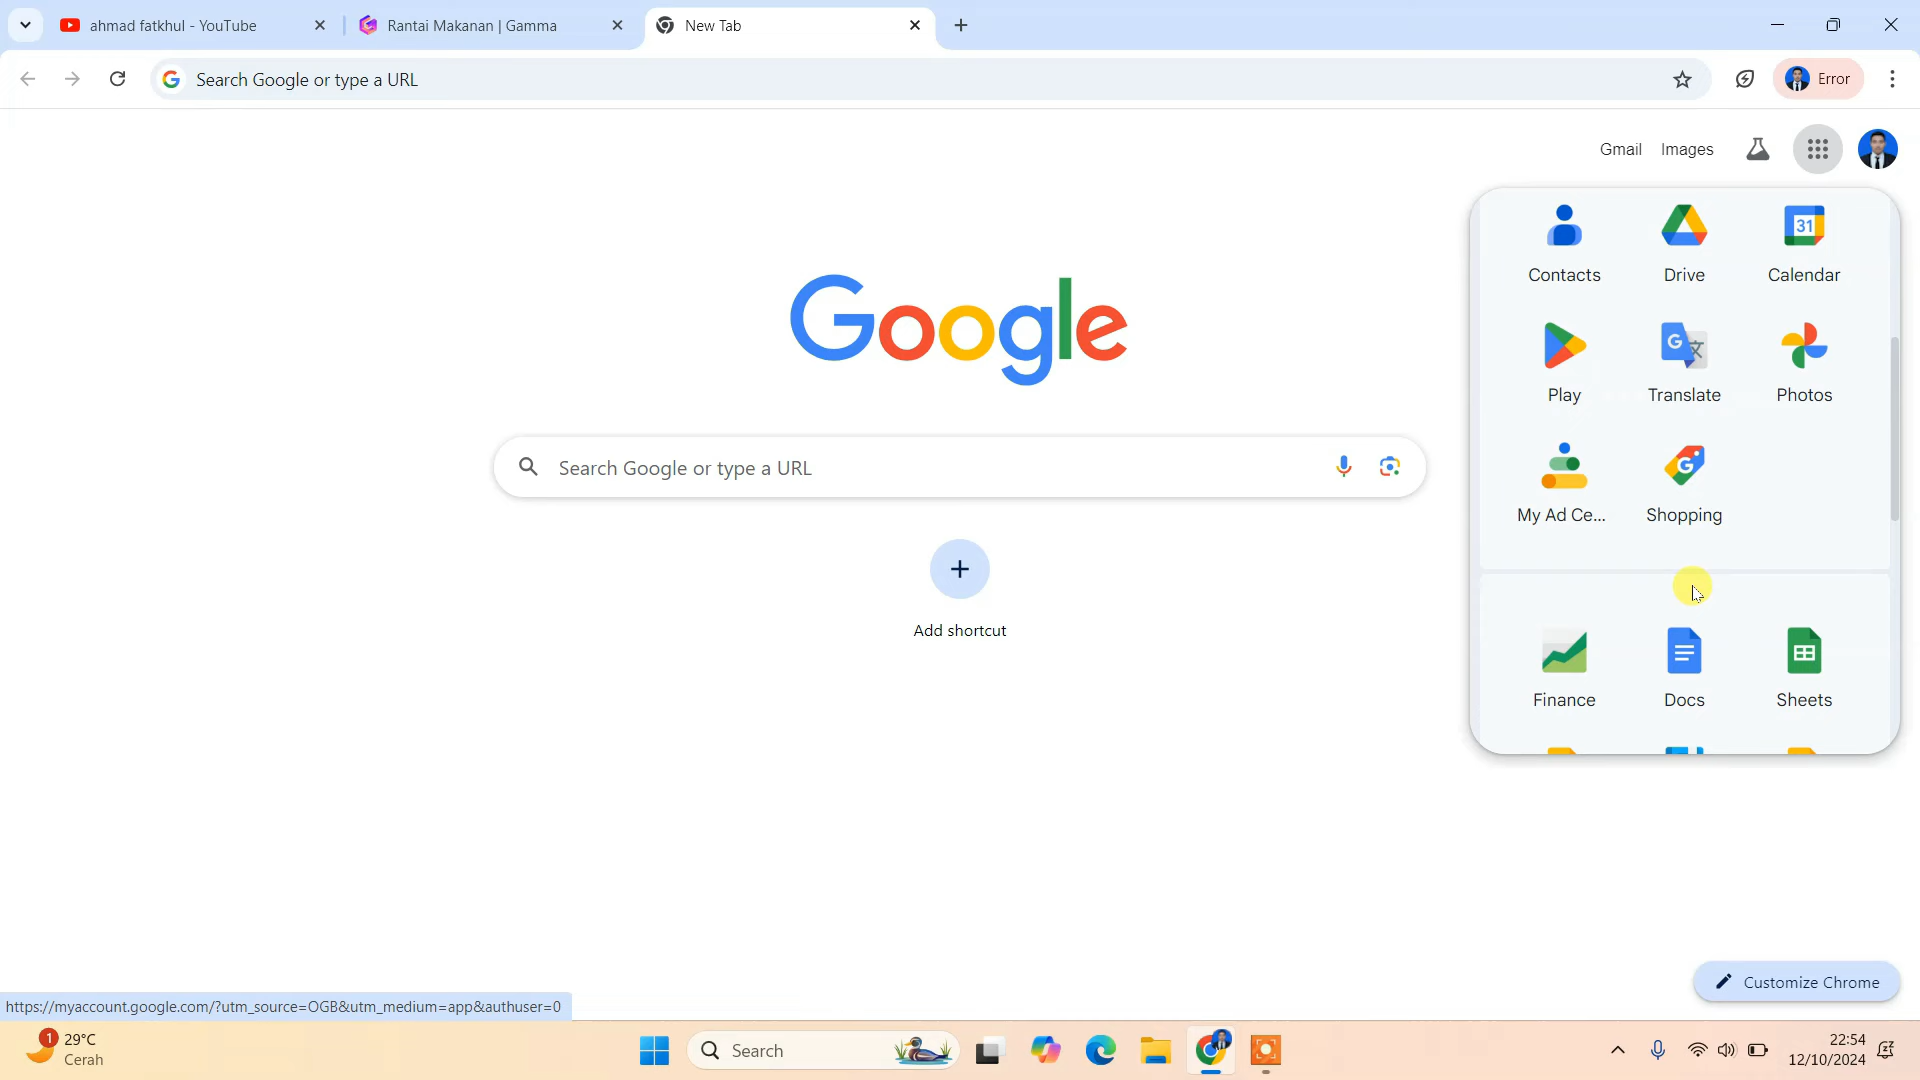 ahmad fatkhul - YouTube
Rantai Makanan | Gamma
New Tab
Search Google or type a URL
Error
Gmail
Images
Contacts
Drive
31
Calendar
Google
Play
Translate
Photos
Search Google or type a URL
My Ad Ce...
Shopping
Add shortcut
Finance
Docs
Sheets
Customize Chrome
https://myaccount.google.com/?utm_source=OGB&utm_medium=app&authuser=0
1
29°C
Cerah
Search
22:54
12/10/2024